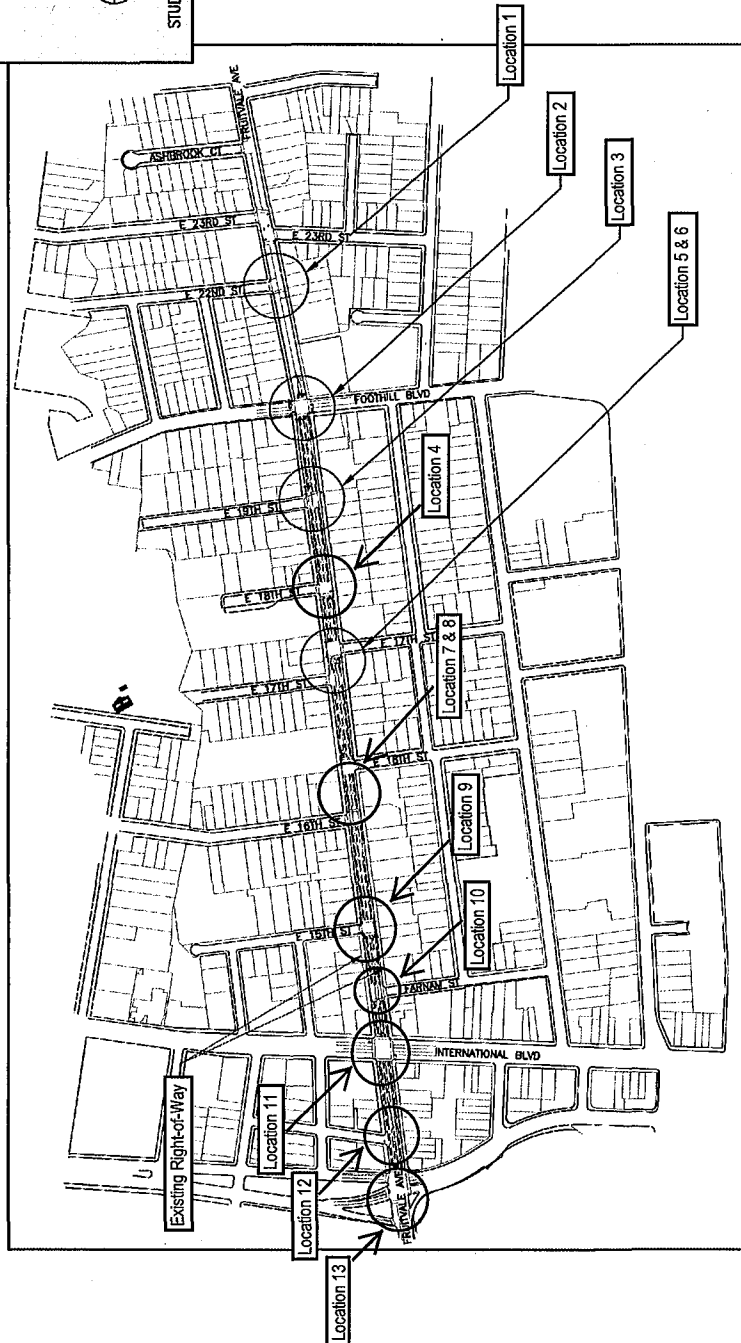 STUD
Location 1
FRUITVALE AVE
ASHBROOK CT
Location 2
E 23RD ST
E 23RD ST
Location 3
E 22ND ST
Location 5 & 6
FOOTHILL BLVD
E 19TH ST
Location 4
E 18TH ST
E 17TH ST
Location 7 & 8
E 17TH ST
E 16TH ST
E 16TH ST
Location 9
E 15TH ST
Location 10
FARNAM ST
INTERNATIONAL BLVD
Existing Right-of-Way
Location 11
Location 12
FRUITVALE AVE
Location 13